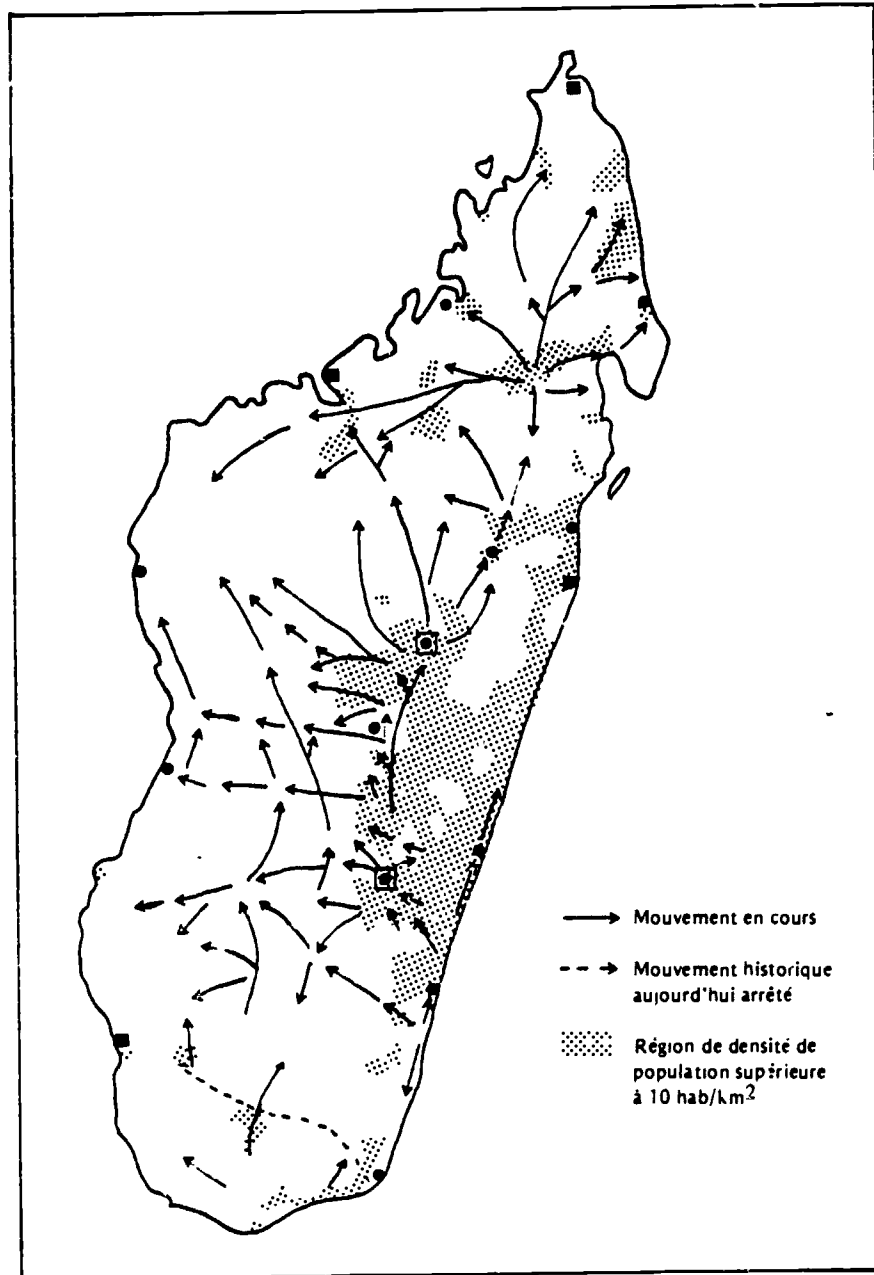 Mouvement en cours
Mouvement historique
aujourd'hui arrêté
Région de densité de
population supérieure
à 10 hab/km2